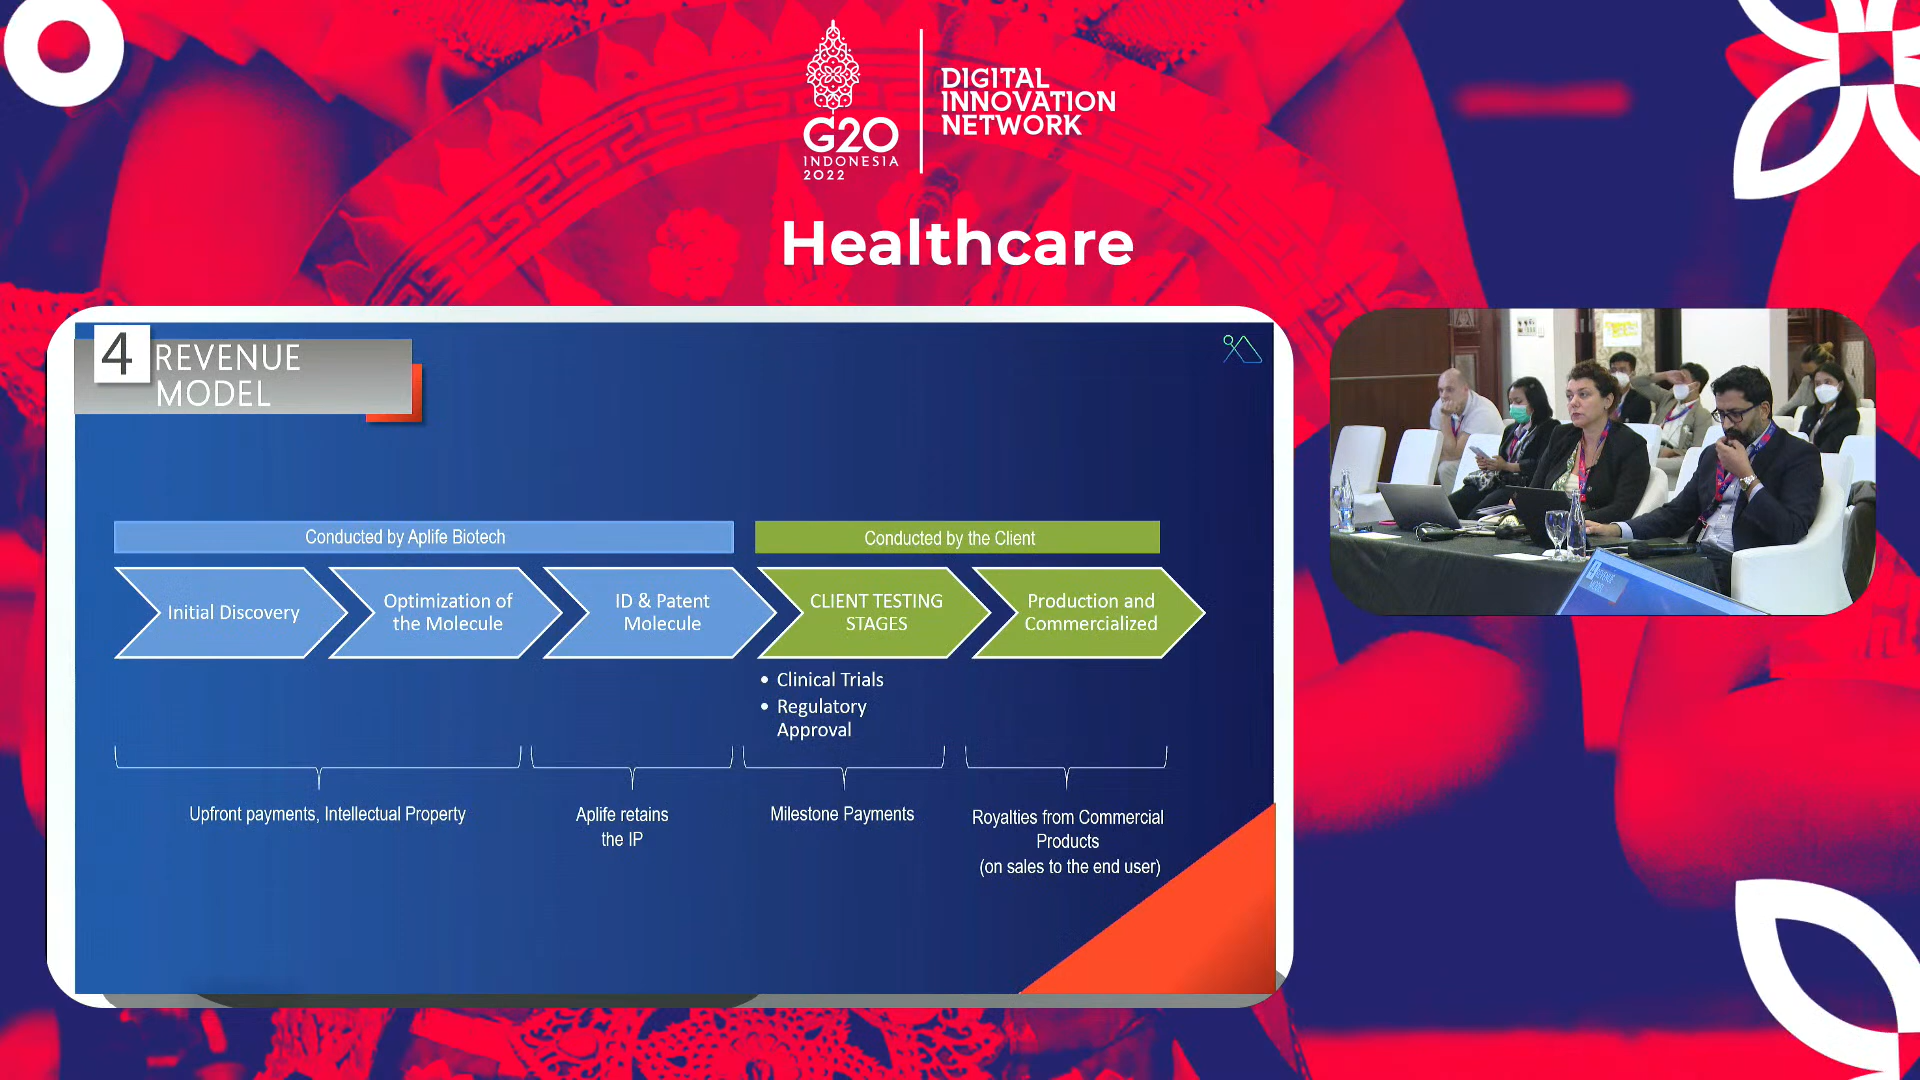 G20
INDONESIA
2022
DIGITAL
INNOVATION
NETWORK
Healthcare
4
REVENUE
MODEL
Conducted by Aplife Biotech
Conducted by the Client
Initial Discovery
Optimization of
the Molecule
ID & Patent
Molecule
CLIENT TESTING
STAGES
Production and
Commercialized
• Clinical Trials
• Regulatory
Approval
Upfront payments, Intellectual Property
Aplife retains
the IP
Milestone Payments
Royalties from Commercial
Products
(on sales to the end user)